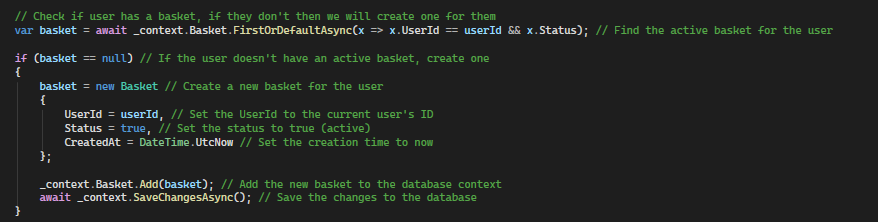 // Check if user has a basket, if they don't then we will create one for them
var basket = await _context.Basket.FirstOrDefaultAsync(x => x.UserId == userId && x.Status); // Find the active basket for the user
if (basket == null) // If the user doesn't have an active basket, create one
{
basket = new Basket // Create a new basket for the user
{
UserId = userId, // Set the UserId to the current user's ID
Status = true, // Set the status to true (active)
CreatedAt = DateTime.UtcNow // Set the creation time to now
};
_context.Basket.Add(basket); // Add the new basket to the database context
await _context.SaveChangesAsync(); // Save the changes to the database
}